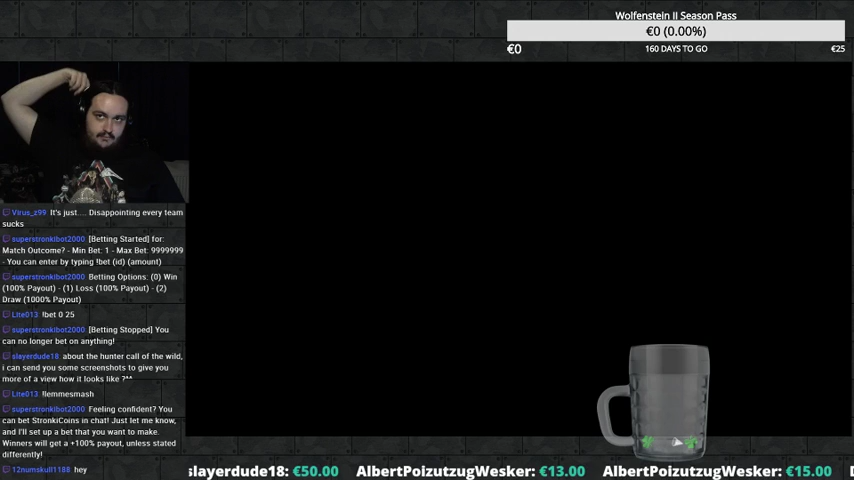 Wolfenstein II Season Pass
€0 (0.00%)
€0
160 DAYS TO GO
€25
Virus_z99 It's just.... Disappointing every team
sucks
superstronkibot2000 [Betting Started] for:
Match Outcome? - Min Bet: 1 - Max Bet: 9999999
- You can enter by typing !bet (id) (amount)
superstronkibot2000 Betting Options: (0) Win
(100% Payout) - (1) Loss (100% Payout) - (2)
Draw (1000% Payout)
Lite013 !bet 0 25
superstronkibot2000 [Betting Stopped] You
can no longer bet on anything!
slayerdude18 about the hunter call of the wild,
i can send you some screenshots to give you
more of a view how it looks like ?^^
Lite013 !lemmesmash
superstronkibot2000 Feeling confident? You
can bet StronkiCoins in chat! Just let me know,
and I'll set up a bet that you want to make.
Winners will get a +100% payout, unless stated
differently!
12numskull1188 hey
slayerdude18: €50.00 AlbertPoizutzugWesker: €13.00 AlbertPoizutzugWesker: €15.00